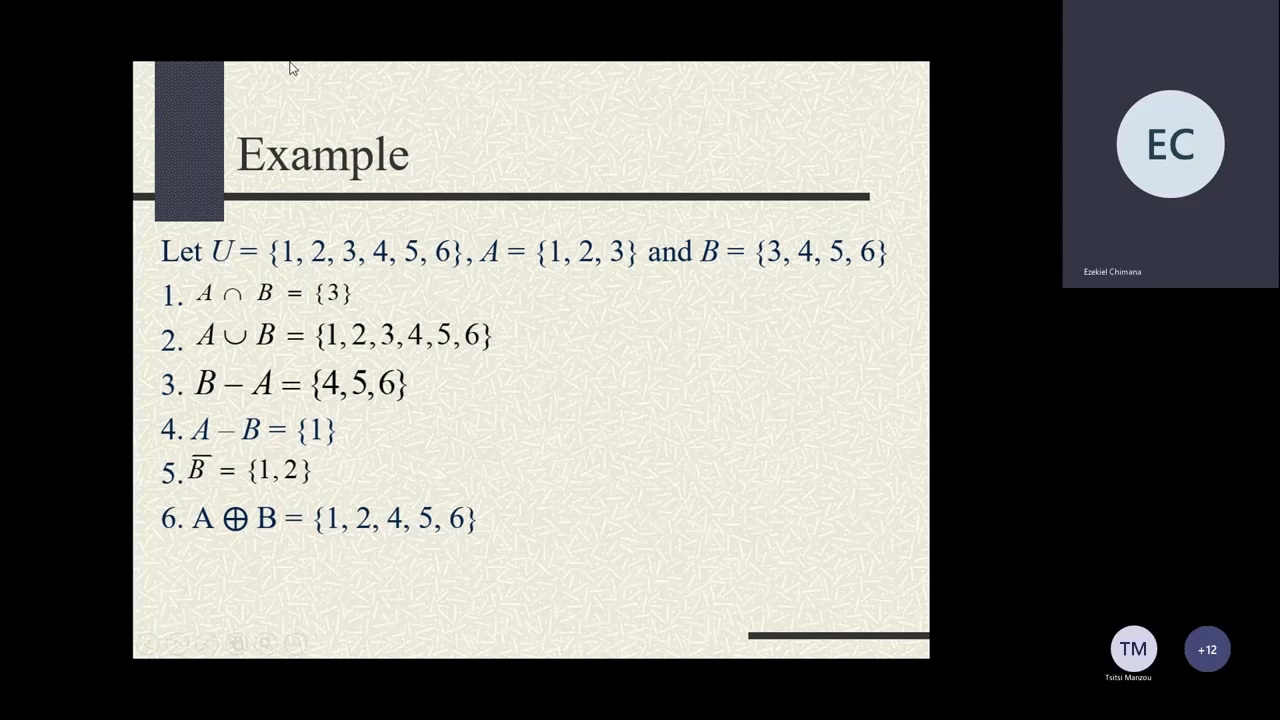 Example
Let U = {1, 2, 3, 4, 5, 6}, A = {1, 2, 3} and B = {3, 4, 5, 6}
1. A ∩ B = {3}
2. A ∪ B = {1, 2, 3, 4, 5, 6}
3. B − A = {4, 5, 6}
4. A – B = {1}
5. B̅ = {1, 2}
6. A ⊕ B = {1, 2, 4, 5, 6}
EC
Ezekiel Chimana
TM
+12
Tsitsi Manzou